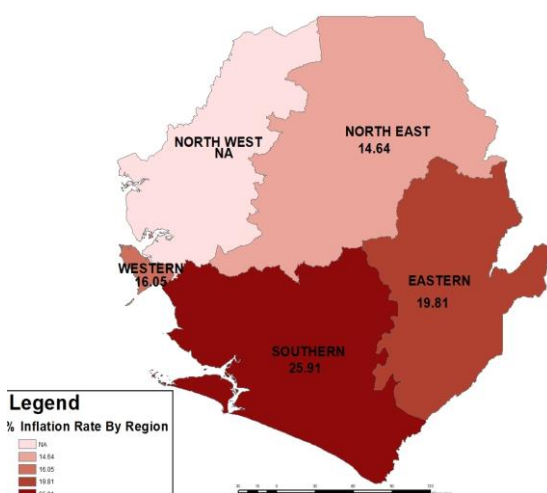 NORTH WEST
NA
NORTH EAST
14.64
WESTERN
16.05
EASTERN
19.81
SOUTHERN
25.91
Legend
% Inflation Rate By Region
NA
14.64
16.05
19.81